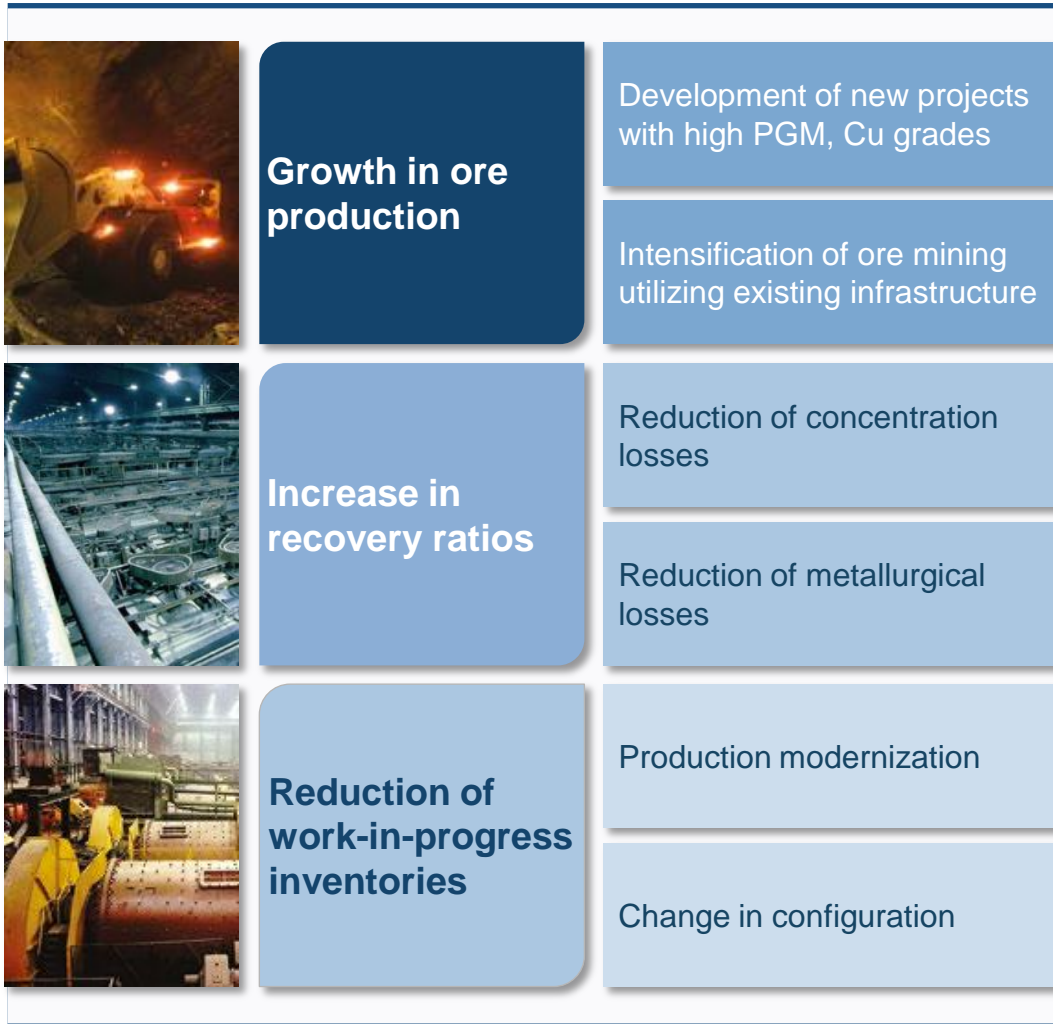 Growth in ore
production
Development of new projects
with high PGM, Cu grades
Intensification of ore mining
utilizing existing infrastructure
Increase in
recovery ratios
Reduction of concentration
losses
Reduction of metallurgical
losses
Reduction of
work-in-progress
inventories
Production modernization
Change in configuration